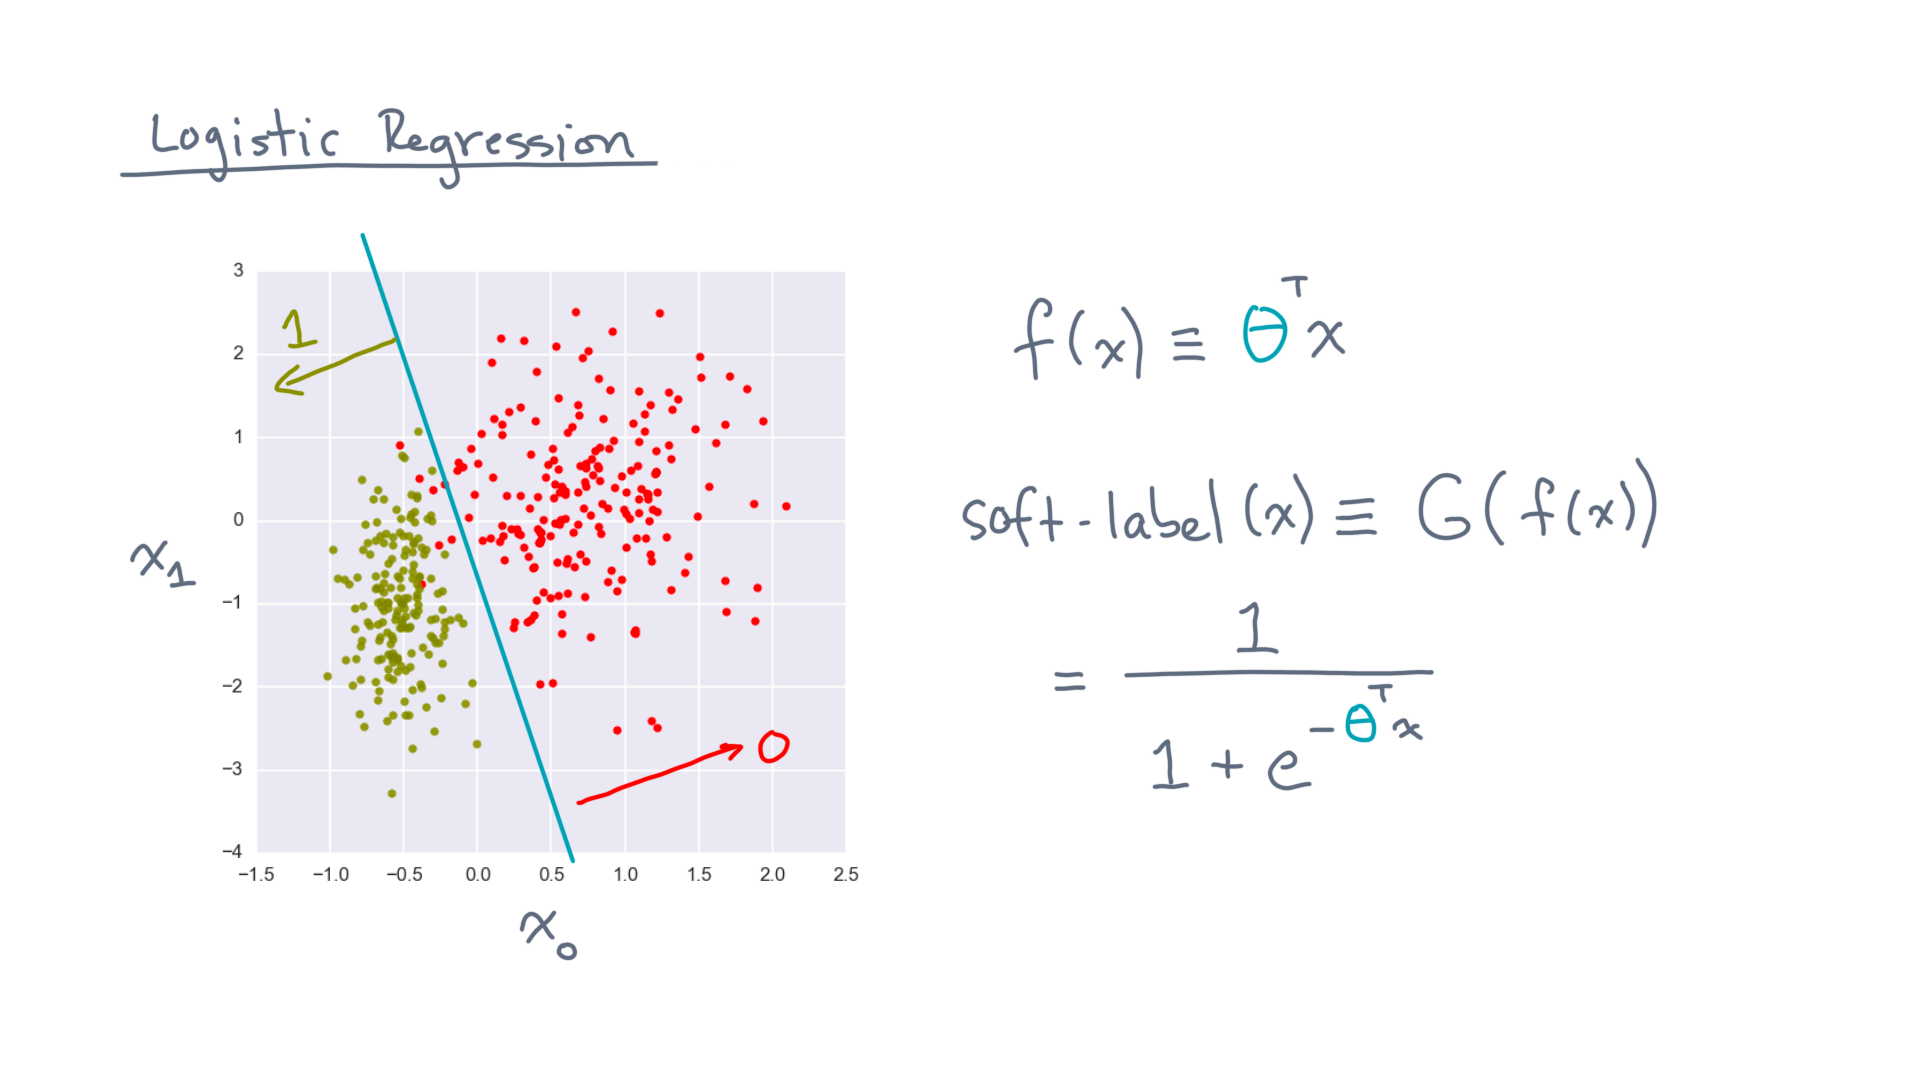 Logistic Regression
3
2
1
0
−1
−2
−3
−4
−1.5 −1.0 −0.5 0.0 0.5 1.0 1.5 2.0 2.5
x₁
x₀
1
0
f(x) ≡ θᵀx
soft-label(x) ≡ G(f(x))
= 1 / (1 + e^(−θᵀx))